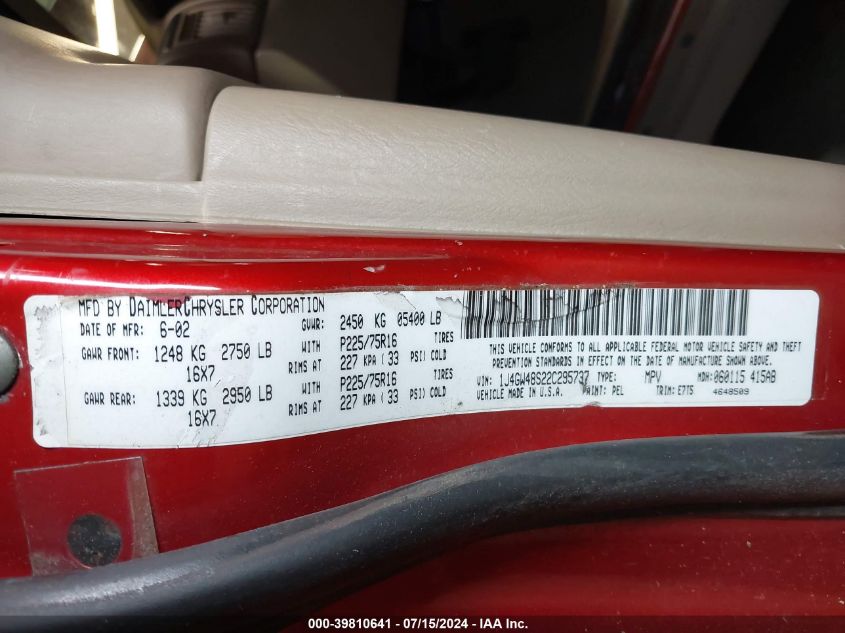 MFD BY DAIMLERCHRYSLER CORPORATION
DATE OF MFR: 6-02 GVWR: 2450 KG 05400 LB
GAWR FRONT: 1248 KG 2750 LB WITH P225/75R16 TIRES
16X7 RIMS AT 227 KPA ( 33 PSI) COLD
GAWR REAR: 1339 KG 2950 LB WITH P225/75R16 TIRES
16X7 RIMS AT 227 KPA ( 33 PSI) COLD
THIS VEHICLE CONFORMS TO ALL APPLICABLE FEDERAL MOTOR VEHICLE SAFETY AND THEFT
PREVENTION STANDARDS IN EFFECT ON THE DATE OF MANUFACTURE SHOWN ABOVE.
VIN: 1J4GW48S22C295737 TYPE: MPV MDH: 060115 415AB
VEHICLE MADE IN U.S.A. PAINT: PEL TRIM: E7T5 4648509
000-39810641 - 07/15/2024 - IAA Inc.